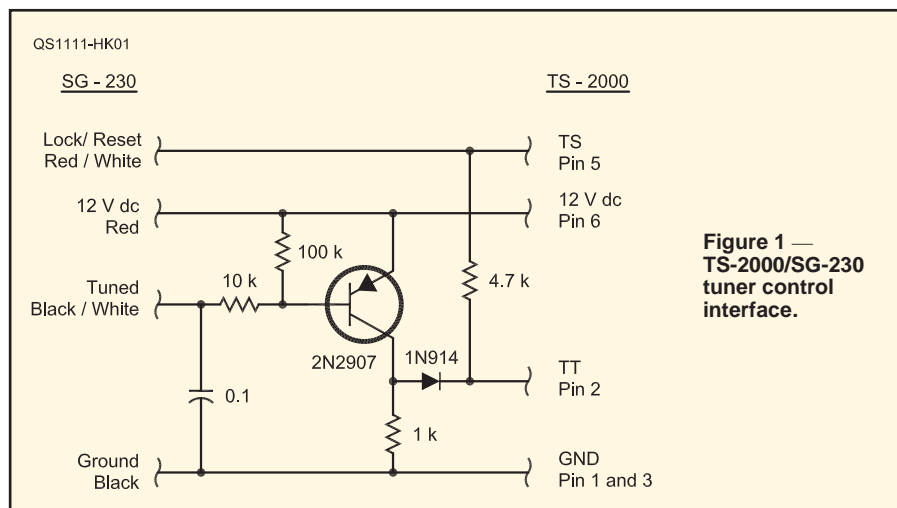 QS1111-HK01
SG - 230
TS - 2000
Lock/ Reset
Red / White
TS
Pin 5
12 V dc
Red
12 V dc
Pin 6
100 k
4.7 k
Tuned
Black / White
10 k
2N2907
1N914
TT
Pin 2
0.1
1 k
Ground
Black
GND
Pin 1 and 3
Figure 1 —
TS-2000/SG-230
tuner control
interface.